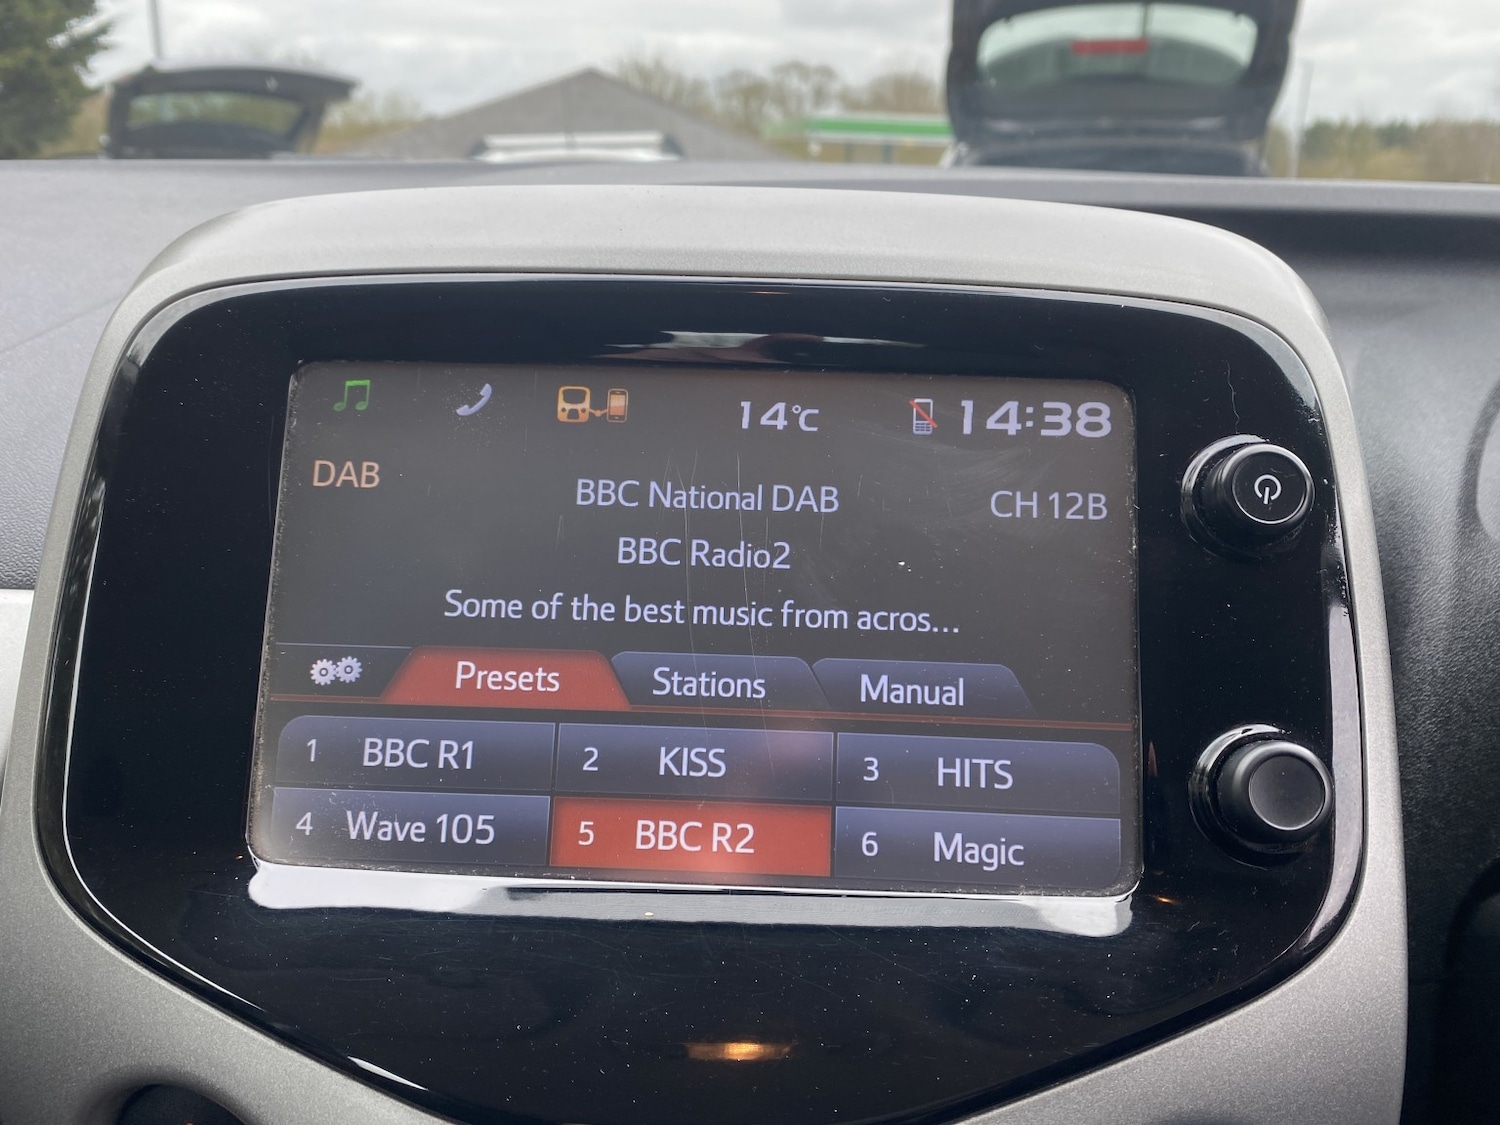 14°C 14:38
DAB
BBC National DAB
CH 12B
BBC Radio2
Some of the best music from acros...
Presets Stations Manual
1 BBC R1 2 KISS 3 HITS
4 Wave 105 5 BBC R2 6 Magic